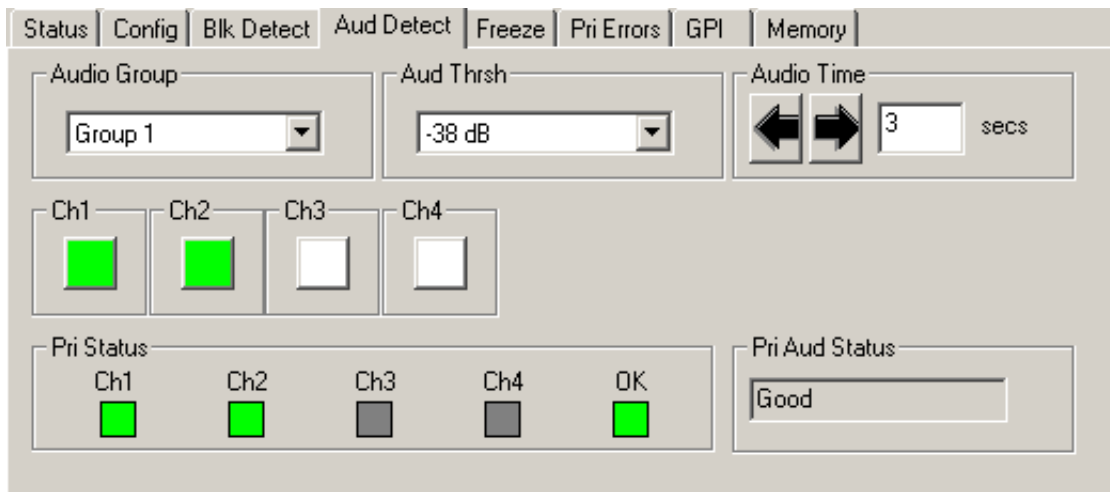 Status Config Blk Detect Aud Detect Freeze Pri Errors GPI Memory
Audio Group Aud Thrsh Audio Time
Group 1 -38 dB 3 secs
Ch1 Ch2 Ch3 Ch4
Pri Status Pri Aud Status
Ch1 Ch2 Ch3 Ch4 OK
Good